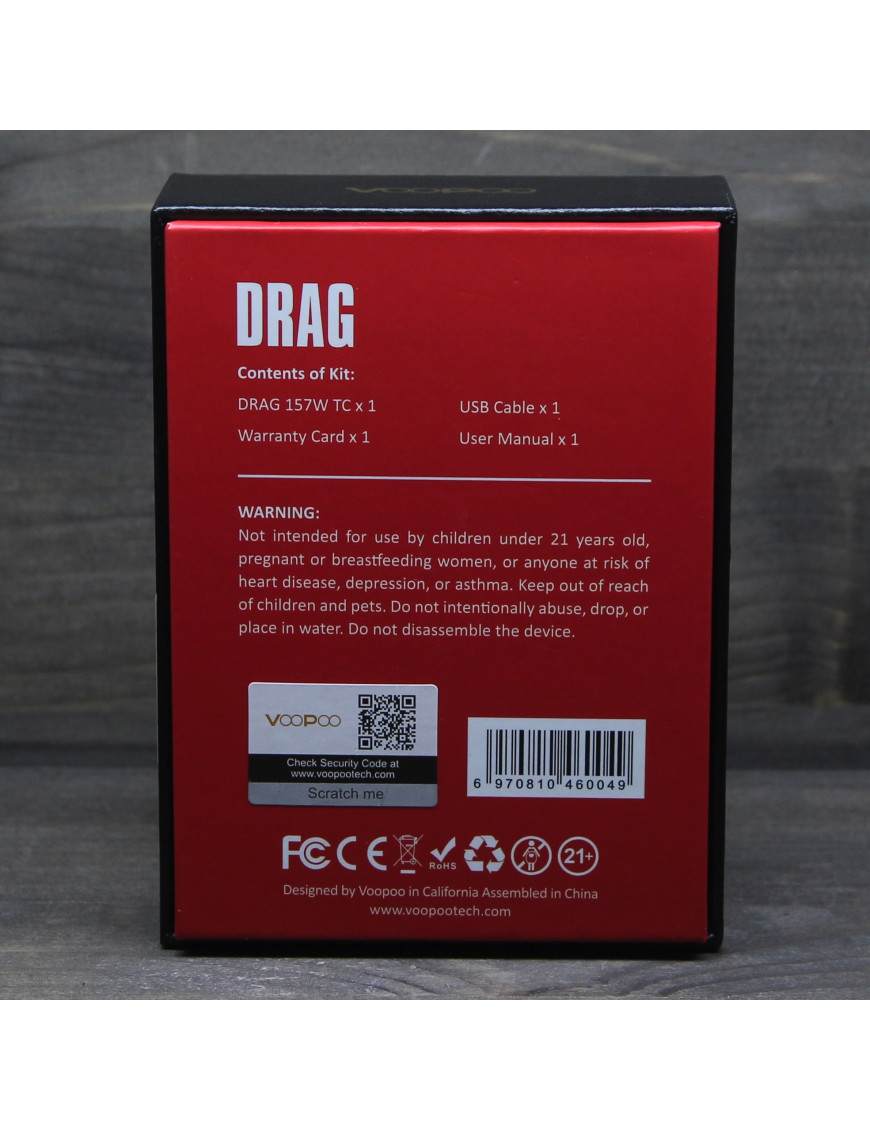 VOOPOO
DRAG
Contents of Kit:
DRAG 157W TC x 1
USB Cable x 1
Warranty Card x 1
User Manual x 1
WARNING:
Not intended for use by children under 21 years old,
pregnant or breastfeeding women, or anyone at risk of
heart disease, depression, or asthma. Keep out of reach
of children and pets. Do not intentionally abuse, drop, or
place in water. Do not disassemble the device.
VOOPOO
Check Security Code at
www.voopootech.com
Scratch me
6 970810 460049
FC CE RoHS 21+
Designed by Voopoo in California Assembled in China
www.voopootech.com